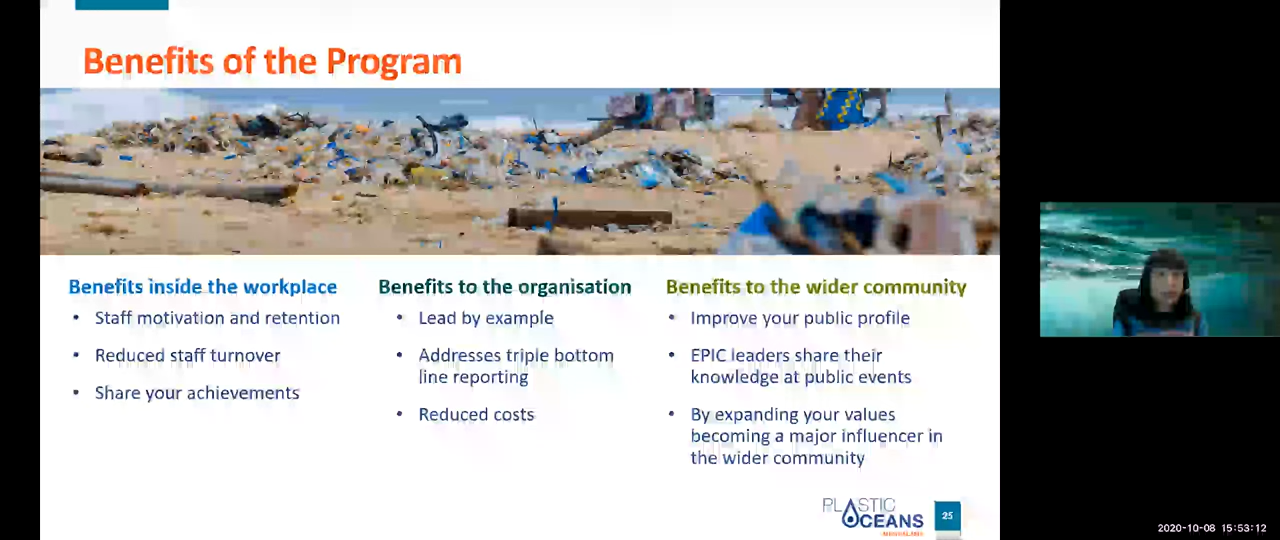 Benefits of the Program
Benefits inside the workplace
• Staff motivation and retention
• Reduced staff turnover
• Share your achievements
Benefits to the organisation
• Lead by example
• Addresses triple bottom
line reporting
• Reduced costs
Benefits to the wider community
• Improve your public profile
• EPIC leaders share their
knowledge at public events
• By expanding your values
becoming a major influencer in
the wider community
PLASTIC
OCEANS
25
2020-10-08 15:53:12